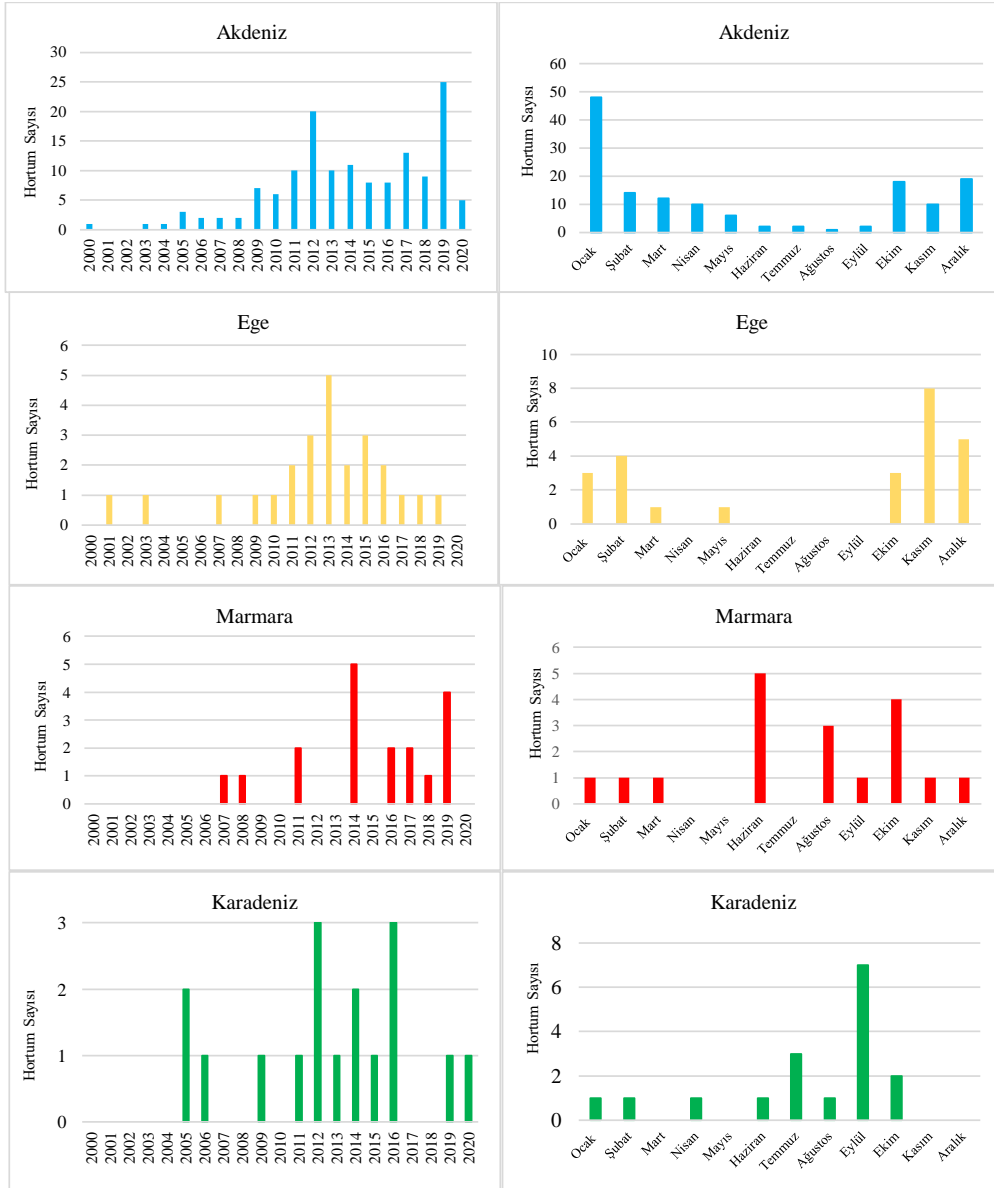 Akdeniz
Hortum Sayısı
30
25
20
15
10
5
0
2000 2001 2002 2003 2004 2005 2006 2007 2008 2009 2010 2011 2012 2013 2014 2015 2016 2017 2018 2019 2020
Akdeniz
Hortum Sayısı
60
50
40
30
20
10
0
Ocak Şubat Mart Nisan Mayıs Haziran Temmuz Ağustos Eylül Ekim Kasım Aralık
Ege
Hortum Sayısı
6
5
4
3
2
1
0
2000 2001 2002 2003 2004 2005 2006 2007 2008 2009 2010 2011 2012 2013 2014 2015 2016 2017 2018 2019 2020
Ege
Hortum Sayısı
10
8
6
4
2
0
Ocak Şubat Mart Nisan Mayıs Haziran Temmuz Ağustos Eylül Ekim Kasım Aralık
Marmara
Hortum Sayısı
6
5
4
3
2
1
0
2000 2001 2002 2003 2004 2005 2006 2007 2008 2009 2010 2011 2012 2013 2014 2015 2016 2017 2018 2019 2020
Marmara
Hortum Sayısı
6
5
4
3
2
1
0
Ocak Şubat Mart Nisan Mayıs Haziran Temmuz Ağustos Eylül Ekim Kasım Aralık
Karadeniz
Hortum Sayısı
3
2
1
0
2000 2001 2002 2003 2004 2005 2006 2007 2008 2009 2010 2011 2012 2013 2014 2015 2016 2017 2018 2019 2020
Karadeniz
Hortum Sayısı
8
6
4
2
0
Ocak Şubat Mart Nisan Mayıs Haziran Temmuz Ağustos Eylül Ekim Kasım Aralık